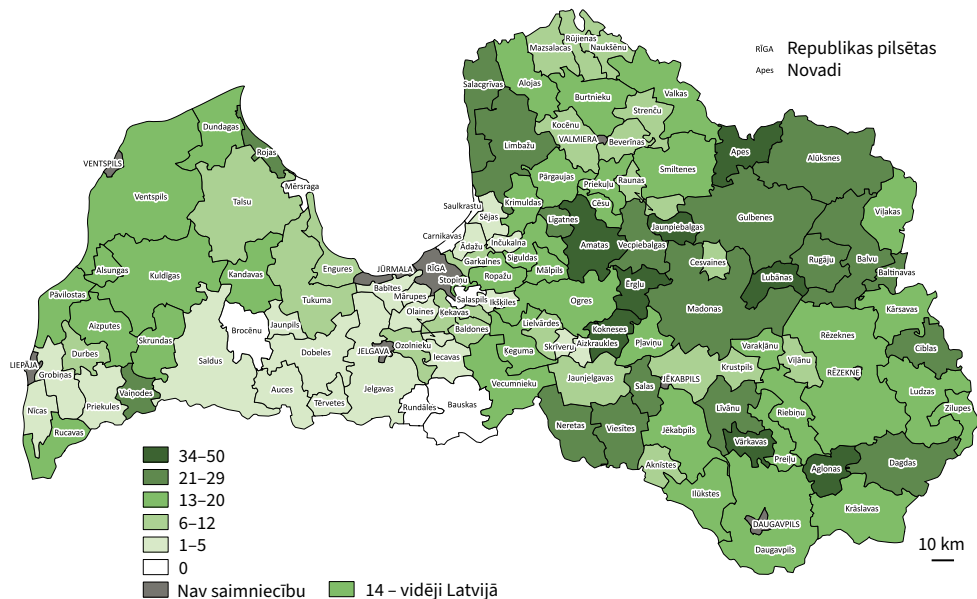 RĪGA Republikas pilsētas
Apes Novadi
Rūjienas
Mazsalacas
Naukšēnu
Salacgrīvas
Alojas
Burtnieku
Valkas
Strenču
Kocēnu
VALMIERA
Beverīnas
Limbažu
Dundagas
Rojas
VENTSPILS
Mērsraga
Ventspils
Talsu
Apes
Alūksnes
Smiltenes
Pārgaujas
Priekuļu
Raunas
Cēsu
Krimuldas
Saulkrastu
Sējas
Līgatnes
Gulbenes
Viļakas
Jaunpiebalgas
Vecpiebalgas
Amatas
Carnikavas
Ādažu
Inčukalna
Siguldas
Garkalnes
Mālpils
Ropažu
Cesvaines
Rugāju
Balvu
Baltinavas
Lubānas
Ērgļu
Madonas
Alsungas
Kuldīgas
Kandavas
Engures
JŪRMALA
RĪGA
Stopiņu
Babītes
Mārupes
Salaspils
Ikšķiles
Olaines
Ķekavas
Ogres
Pāvilostas
Tukuma
Aizputes
Skrundas
Brocēnu
Jaunpils
Baldones
Lielvārdes
Kokneses
Aizkraukles
Skrīveru
Pļaviņu
Varakļānu
Rēzeknes
Kārsavas
Ciblas
Durbes
LIEPĀJA
Grobiņas
Saldus
Dobeles
JELGAVA
Ozolnieku
Iecavas
Ķeguma
Krustpils
Viļānu
RĒZEKNE
JĒKABPILS
Jaunjelgavas
Salas
Vaiņodes
Priekules
Nīcas
Rucavas
Auces
Tērvetes
Jelgavas
Rundāles
Bauskas
Vecumnieku
Līvānu
Riebiņu
Ludzas
Zilupes
Neretas
Viesītes
Jēkabpils
Vārkavas
Preiļu
Aglonas
Dagdas
Aknīstes
Ilūkstes
Krāslavas
DAUGAVPILS
Daugavpils
34–50
21–29
13–20
6–12
1–5
0
Nav saimniecību
14 – vidēji Latvijā
10 km